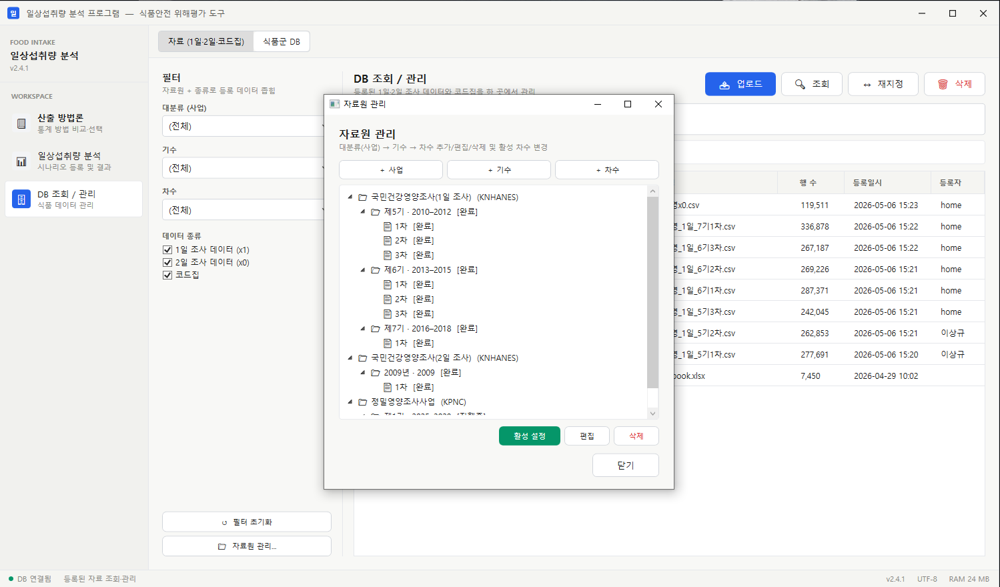 일
일상섭취량 분석 프로그램 — 식품안전 위해평가 도구
FOOD INTAKE
일상섭취량 분석
v2.4.1
WORKSPACE
산출 방법론
통계 방법 비교·선택
일상섭취량 분석
시나리오 등록 및 결과
DB 조회 / 관리
식품 데이터 관리
자료 (1일·2일·코드집)
식품군 DB
필터
자료원 + 종류로 등록 데이터 좁힘
대분류 (사업)
(전체)
기수
(전체)
차수
(전체)
데이터 종류
1일 조사 데이터 (x1)
2일 조사 데이터 (x0)
코드집
↺ 필터 초기화
자료원 관리...
DB 조회 / 관리
등록된 1일·2일 조사 데이터와 코드집을 한 곳에서 관리
업로드
조회
↔ 재지정
삭제
행 수 등록일시 등록자
x0.csv 119,511 2026-05-06 15:23 home
_1일_7기1차.csv 336,878 2026-05-06 15:22 home
_1일_6기3차.csv 267,187 2026-05-06 15:22 home
_1일_6기2차.csv 269,226 2026-05-06 15:21 home
_1일_6기1차.csv 287,371 2026-05-06 15:21 home
_1일_5기3차.csv 242,045 2026-05-06 15:21 home
_1일_5기2차.csv 262,853 2026-05-06 15:21 이상규
_1일_5기1차.csv 277,691 2026-05-06 15:20 이상규
book.xlsx 7,450 2026-04-29 10:02
자료원 관리
자료원 관리
대분류(사업) → 기수 → 차수 추가/편집/삭제 및 활성 차수 변경
+ 사업
+ 기수
+ 차수
국민건강영양조사(1일 조사) (KNHANES)
제5기 · 2010–2012 [완료]
1차 [완료]
2차 [완료]
3차 [완료]
제6기 · 2013–2015 [완료]
1차 [완료]
2차 [완료]
3차 [완료]
제7기 · 2016–2018 [완료]
1차 [완료]
국민건강영양조사(2일 조사) (KNHANES)
2009년 · 2009 [완료]
1차 [완료]
정밀영양조사사업 (KPNC)
활성 설정
편집
삭제
닫기
DB 연결됨
등록된 자료 조회·관리
v2.4.1
UTF-8
RAM 24 MB